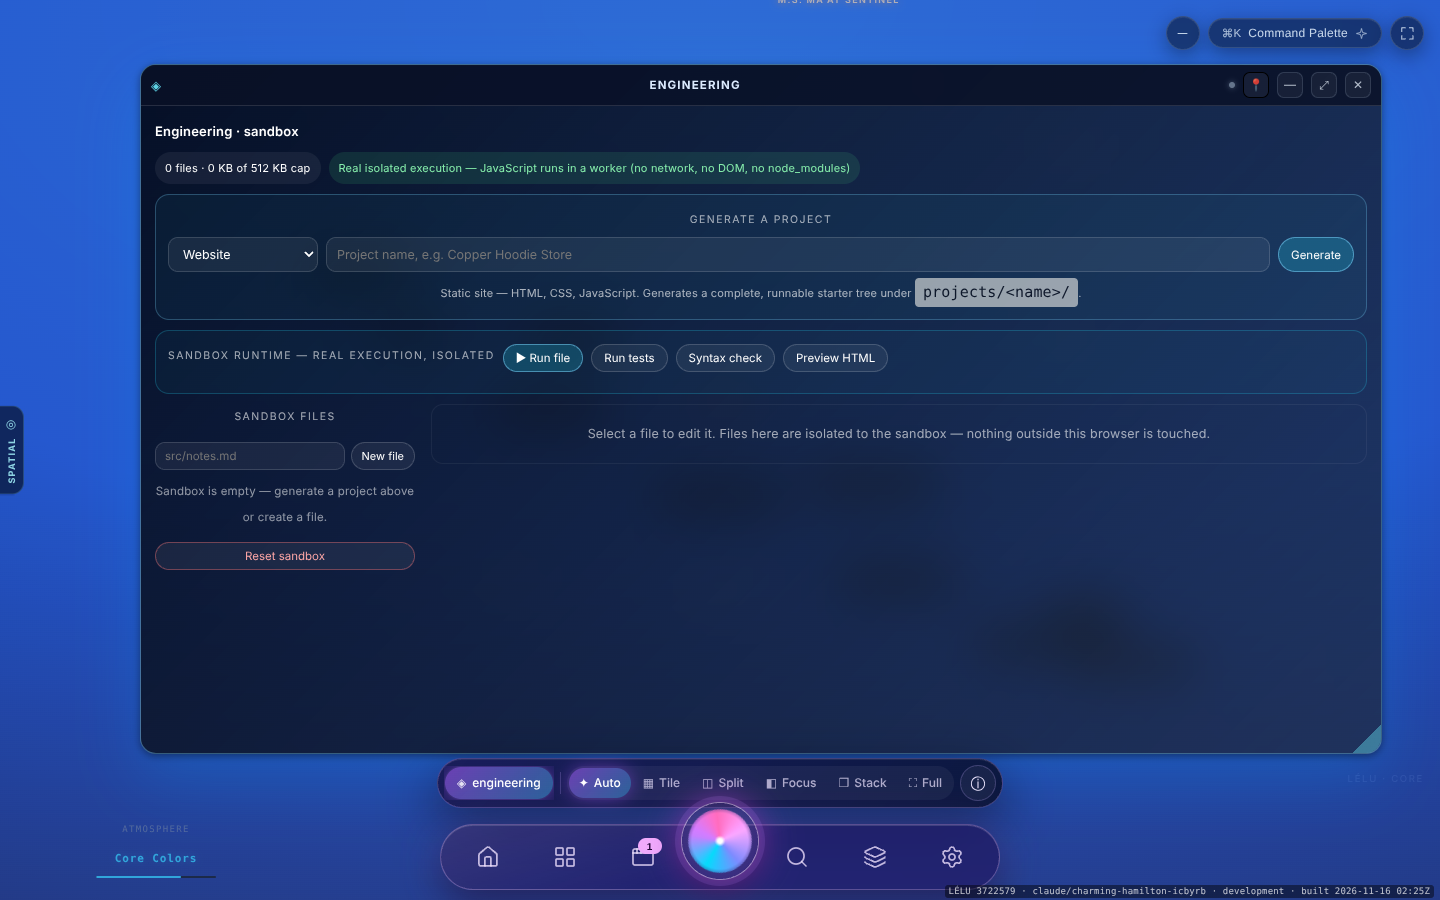 M.S. MA'AT SENTINEL
⌘K Command Palette
ENGINEERING
Engineering · sandbox
0 files · 0 KB of 512 KB cap
Real isolated execution — JavaScript runs in a worker (no network, no DOM, no node_modules)
GENERATE A PROJECT
Website
Project name, e.g. Copper Hoodie Store
Generate
Static site — HTML, CSS, JavaScript. Generates a complete, runnable starter tree under projects/<name>/.
SANDBOX RUNTIME — REAL EXECUTION, ISOLATED
▶ Run file
Run tests
Syntax check
Preview HTML
SANDBOX FILES
src/notes.md
New file
Sandbox is empty — generate a project above
or create a file.
Reset sandbox
Select a file to edit it. Files here are isolated to the sandbox — nothing outside this browser is touched.
SPATIAL
engineering
Auto
Tile
Split
Focus
Stack
Full
LÉLU · CORE
ATMOSPHERE
Core Colors
1
LÉLU 3722579 · claude/charming-hamilton-icbyrb · development · built 2026-11-16 02:25Z